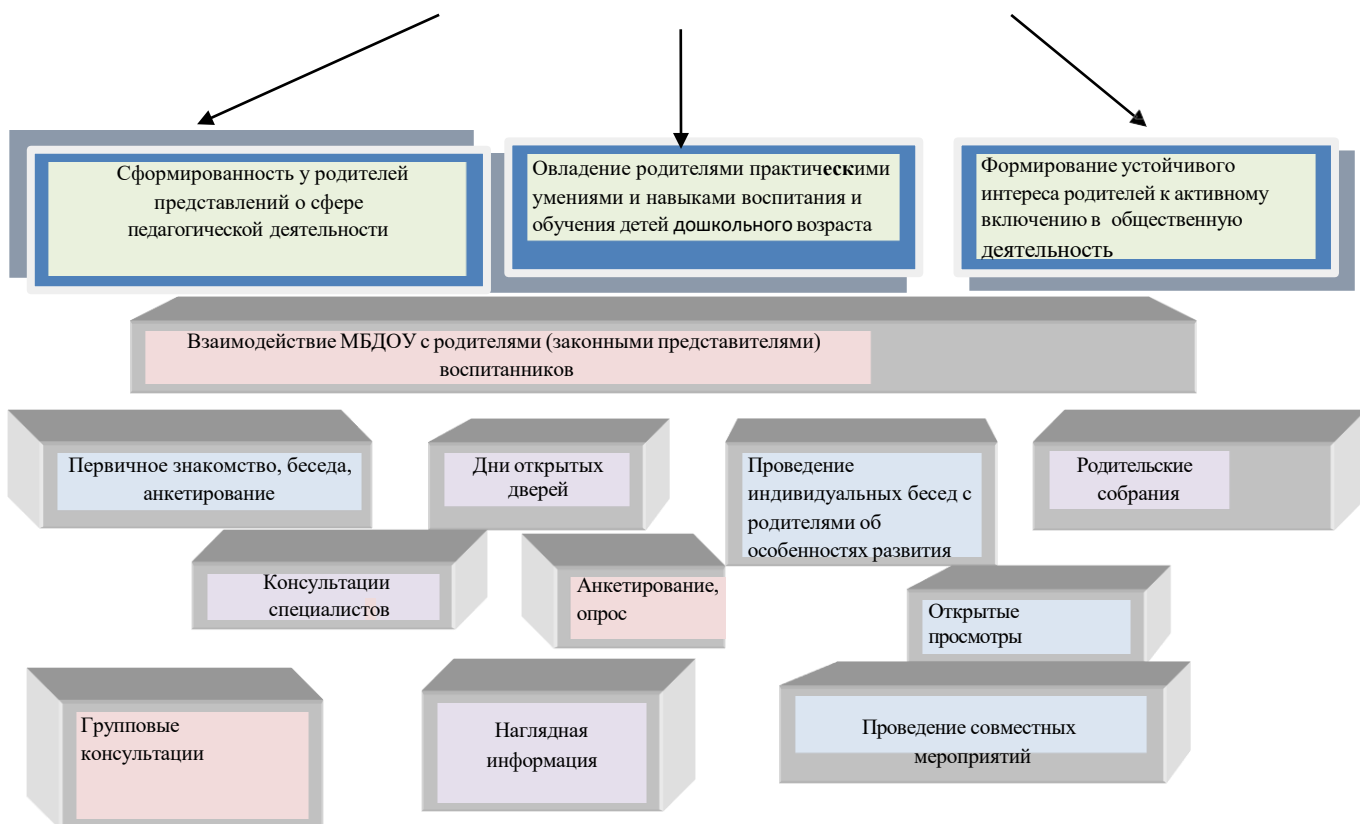 Сформированность у родителей
представлений о сфере
педагогической деятельности
Овладение родителями практическими
умениями и навыками воспитания и
обучения детей дошкольного возраста
Формирование устойчивого
интереса родителей к активному
включению в общественную
деятельность
Взаимодействие МБДОУ с родителями (законными представителями)
воспитанников
Первичное знакомство, беседа,
анкетирование
Дни открытых
дверей
Проведение
индивидуальных бесед с
родителями об
особенностях развития
Родительские
собрания
Консультации
специалистов
Анкетирование,
опрос
Открытые
просмотры
Групповые
консультации
Наглядная
информация
Проведение совместных
мероприятий